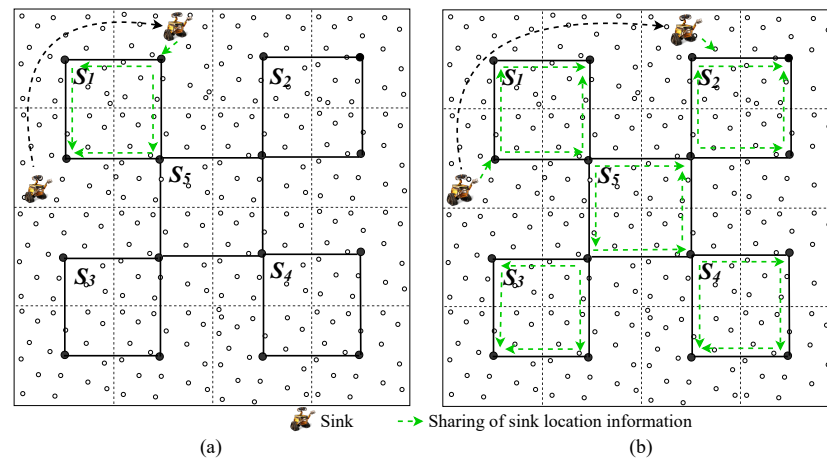 S1
S2
S5
S3
S4
S1
S2
S5
S3
S4
Sink
Sharing of sink location information
(a)
(b)